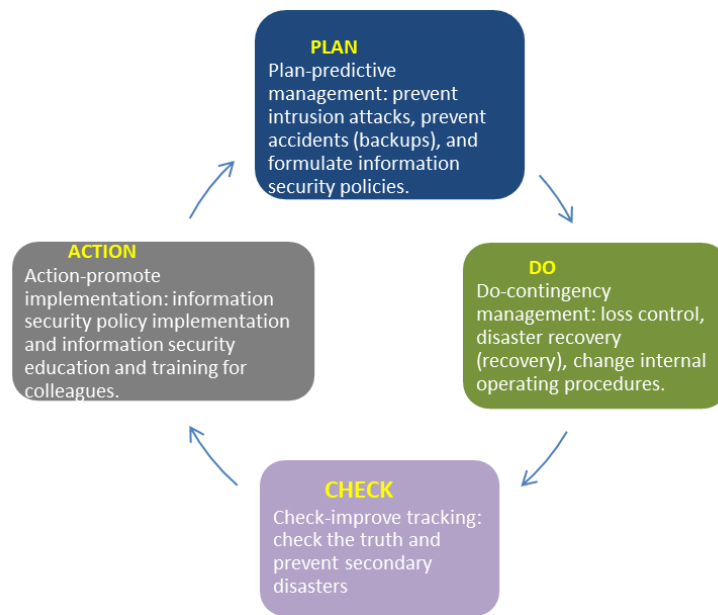 PLAN
Plan-predictive
management: prevent
intrusion attacks, prevent
accidents (backups), and
formulate information
security policies.
DO
Do-contingency
management: loss control,
disaster recovery
(recovery), change internal
operating procedures.
CHECK
Check-improve tracking:
check the truth and
prevent secondary
disasters
ACTION
Action-promote
implementation: information
security policy implementation
and information security
education and training for
colleagues.